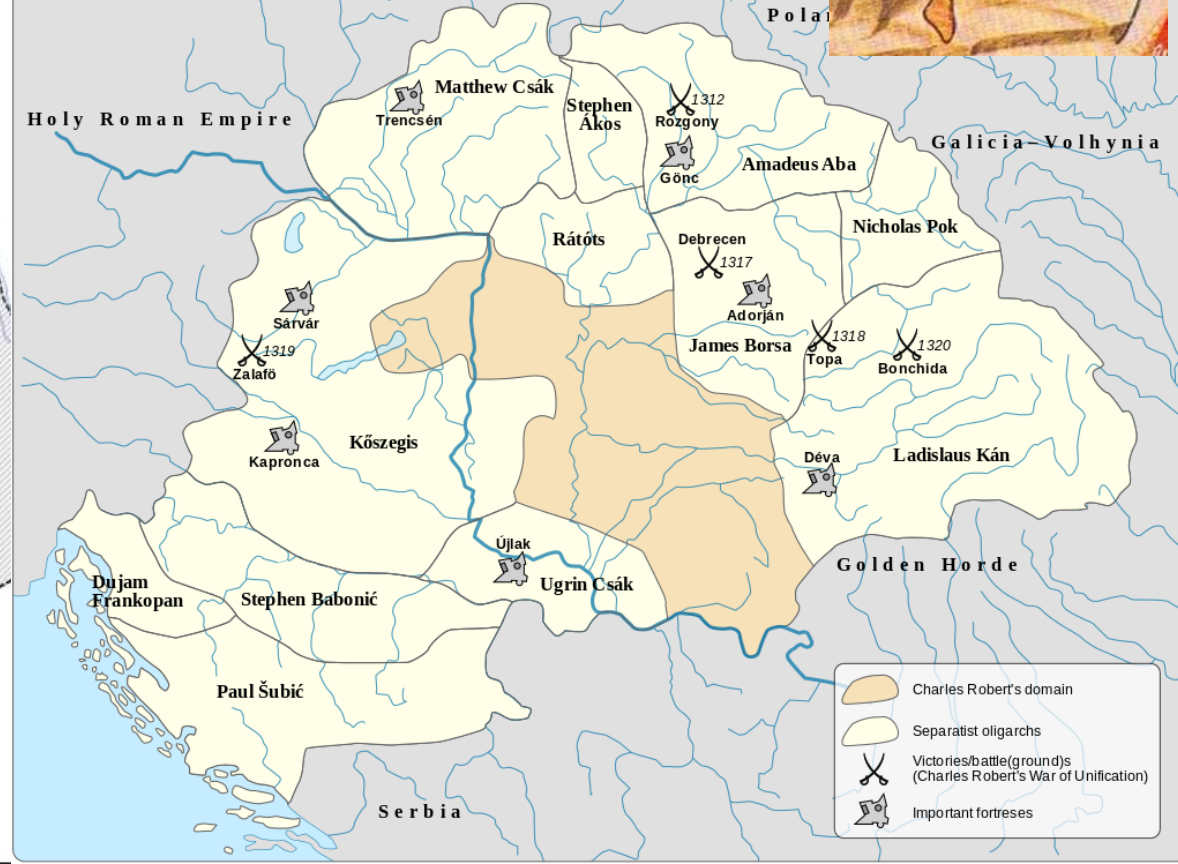 Polan
Holy Roman Empire
Matthew Csák
Trencsén
Stephen
Ákos
1312
Rozgony
Gönc
Amadeus Aba
Galicia–Volhynia
Nicholas Pok
Rátóts
Debrecen
1317
Adorján
James Borsa
1318
Topa
1320
Bonchida
Sárvár
1319
Zalafö
Kapronca
Kőszegis
Déva
Ladislaus Kán
Golden Horde
Újlak
Ugrin Csák
Dujam
Frankopan
Stephen Babonić
Paul Šubić
Serbia
Charles Robert's domain
Separatist oligarchs
Victories/battle(ground)s
(Charles Robert's War of Unification)
Important fortreses